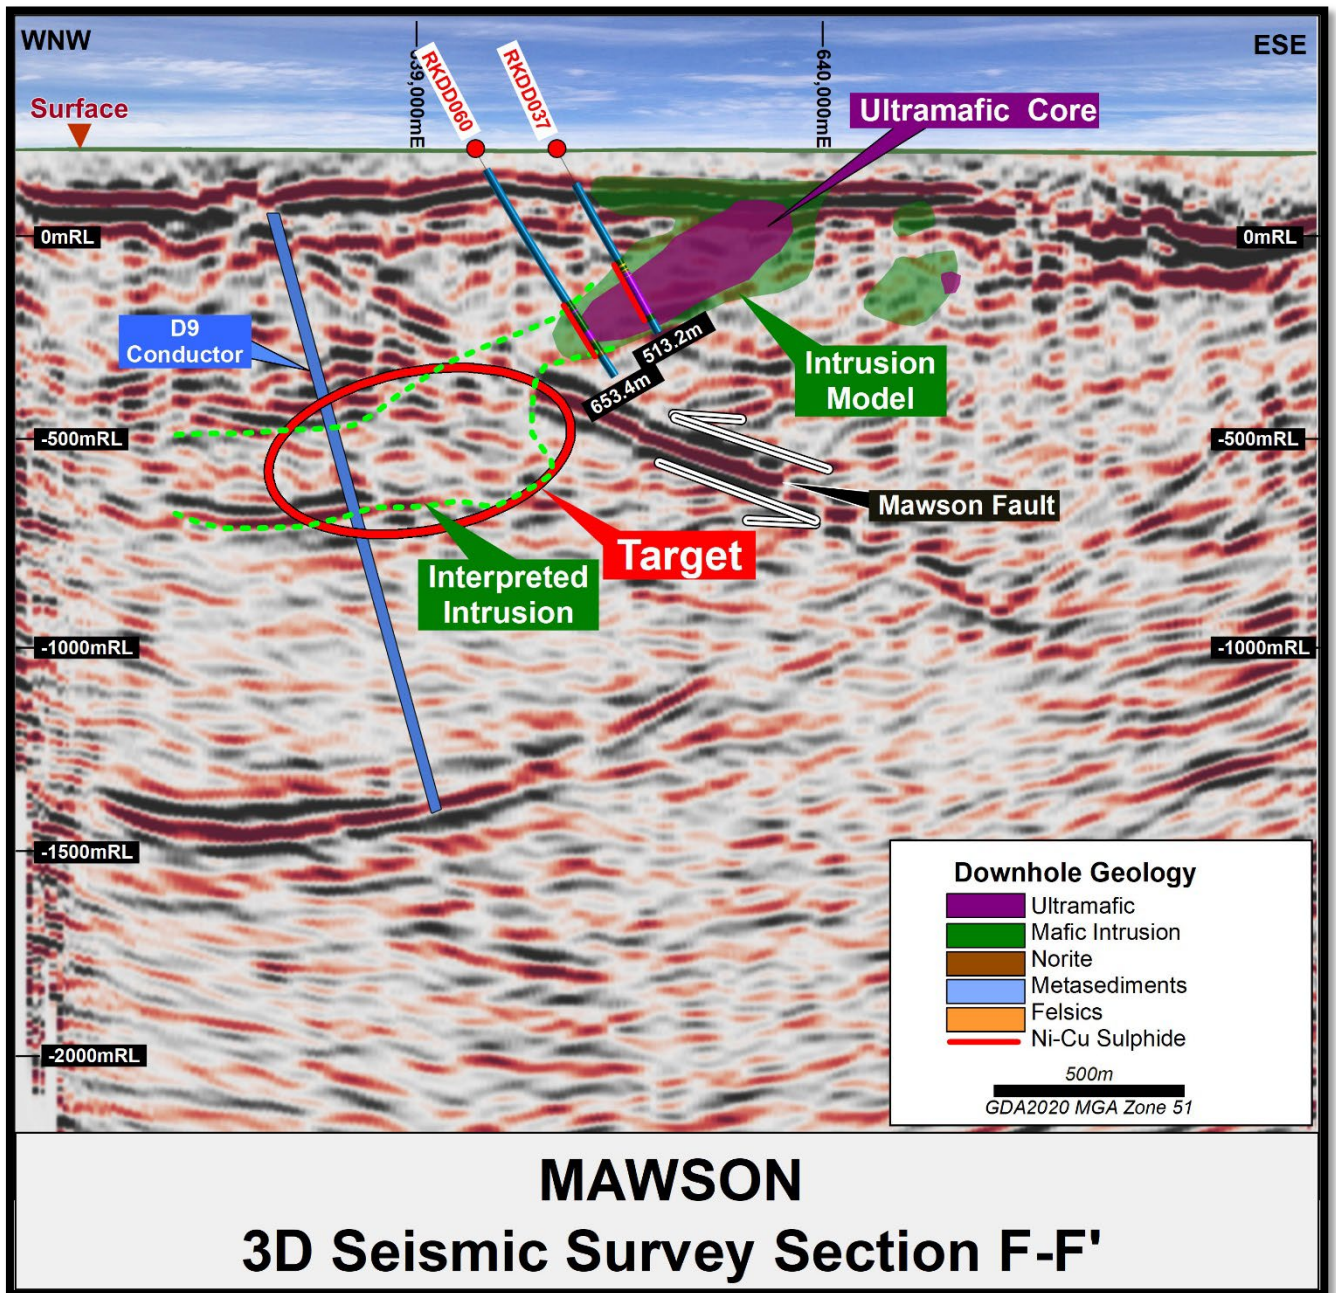 WNW
ESE
Surface
RKDD060
RKDD037
639,000mE
640,000mE
Ultramafic Core
0mRL
0mRL
D9
Conductor
513.2m
653.4m
Intrusion
Model
-500mRL
-500mRL
Mawson Fault
Target
Interpreted
Intrusion
-1000mRL
-1000mRL
-1500mRL
-2000mRL
Downhole Geology
Ultramafic
Mafic Intrusion
Norite
Metasediments
Felsics
Ni-Cu Sulphide
500m
GDA2020 MGA Zone 51
MAWSON
3D Seismic Survey Section F-F'